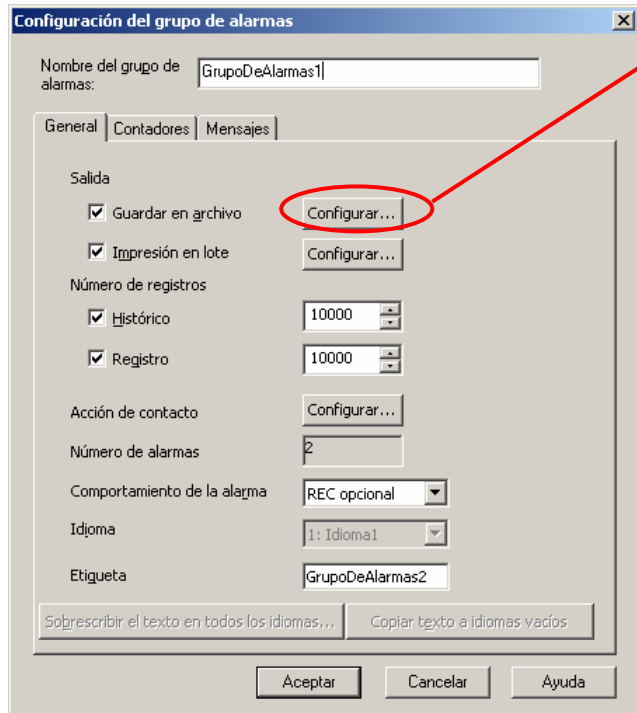 Configuración del grupo de alarmas
Nombre del grupo de alarmas: GrupoDeAlarmas1
General Contadores Mensajes
Salida
Guardar en archivo Configurar...
Impresión en lote Configurar...
Número de registros
Histórico 10000
Registro 10000
Acción de contacto Configurar...
Número de alarmas 2
Comportamiento de la alarma REC opcional
Idioma 1: Idioma1
Etiqueta GrupoDeAlarmas2
Sobrescribir el texto en todos los idiomas... Copiar texto a idiomas vacíos
Aceptar Cancelar Ayuda